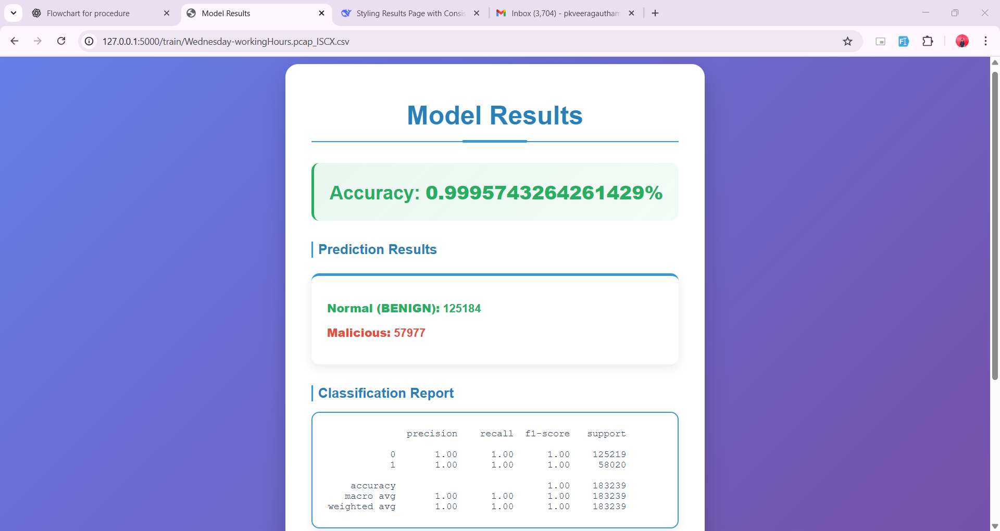 Flowchart for procedure
Model Results
Styling Results Page with Consis
Inbox (3,704) - pkveeragautham
127.0.0.1:5000/train/Wednesday-workingHours.pcap_ISCX.csv
Model Results
Accuracy: 0.9995743264261429%
Prediction Results
Normal (BENIGN): 125184
Malicious: 57977
Classification Report
precision recall f1-score support
0 1.00 1.00 1.00 125219
1 1.00 1.00 1.00 58020
accuracy 1.00 183239
macro avg 1.00 1.00 1.00 183239
weighted avg 1.00 1.00 1.00 183239